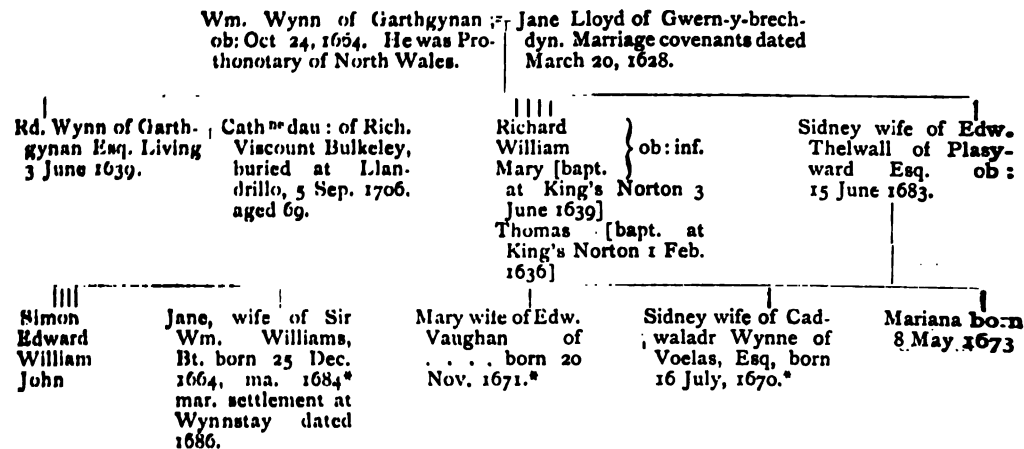 Wm. Wynn of Garthgynan
ob: Oct 24, 1664. He was Pro-
thonotary of North Wales.
Jane Lloyd of Gwern-y-brech-
dyn. Marriage covenants dated
March 20, 1628.
Rd. Wynn of Garth-
gynan Esq. Living
3 June 1639.
Cath ne dau : of Rich.
Viscount Bulkeley,
buried at Llan-
drillo, 5 Sep. 1706.
aged 69.
Richard
William
Mary [bapt.
at King's Norton 3
June 1639]
Thomas [bapt. at
King's Norton 1 Feb.
1636]
ob : inf.
Sidney wife of Edw.
Thelwall of Plasy-
ward Esq. ob :
15 June 1683.
Simon
Edward
William
John
Jane, wife of Sir
Wm. Williams,
Bt. born 25 Dec.
1664, ma. 1684*
mar. settlement at
Wynnstay dated
1686.
Mary wife of Edw.
Vaughan of
. . . . born 20
Nov. 1671.*
Sidney wife of Cad-
waladr Wynne of
Voelas, Esq, born
16 July, 1670.*
Mariana born
8 May 1673